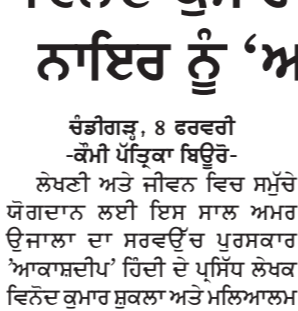 ਨਾਇਰ ਨੂੰ ‘ਅ
ਚੰਡੀਗੜ੍ਹ, 8 ਫਰਵਰੀ
-ਕੌਮੀ ਪੱਤ੍ਰਿਕਾ ਬਿਊਰੋ-
ਲੇਖਣੀ ਅਤੇ ਜੀਵਨ ਵਿਚ ਸਮੁੱਚੇ
ਯੋਗਦਾਨ ਲਈ ਇਸ ਸਾਲ ਅਮਰ
ਉਜਾਲਾ ਦਾ ਸਰਵਉੱਚ ਪੁਰਸਕਾਰ
’ਆਕਾਸ਼ਦੀਪ’ ਹਿੰਦੀ ਦੇ ਪ੍ਰਸਿੱਧ ਲੇਖਕ
ਵਿਨੋਦ ਕੁਮਾਰ ਸ਼ੁਕਲਾ ਅਤੇ ਮਲਿਆਲਮ